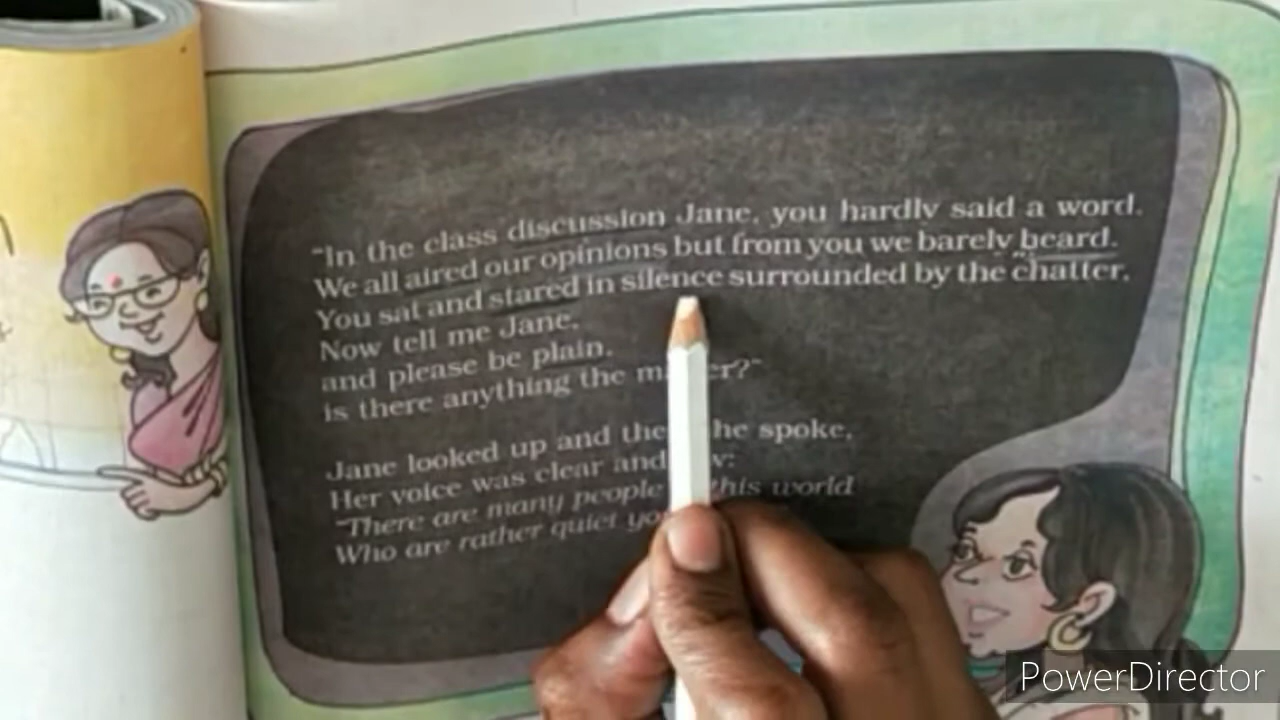 "In the class discussion Jane, you hardly said a word.
We all aired our opinions but from you we barely heard.
You sat and stared in silence surrounded by the chatter.
Now tell me Jane,
and please be plain.
is there anything the
Jane looked up and he spoke,
Her voice was clear and
"There are many people this world
Who are rather quiet
PowerDirector